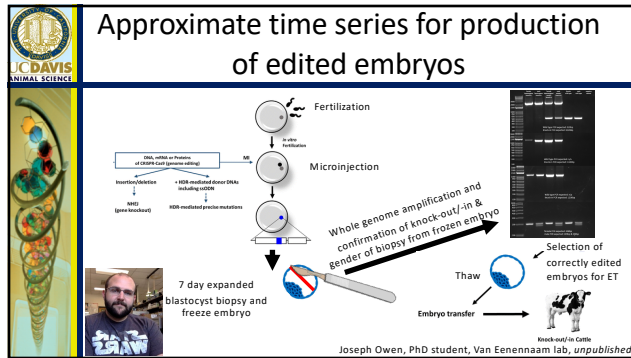 Approximate time series for production
of edited embryos
UCDAVIS
ANIMAL SCIENCE
Fertilization
In-vitro
Fertilization
DNA, mRNA or Proteins
of CRISPR-Cas9 (genome editing)
MI
Microinjection
Insertion/deletion
+ HDR-mediated donor DNAs
including ssODN
NHEJ
(gene knockout)
HDR-mediated precise mutations
Whole genome amplification and
confirmation of knock-out/-in &
gender of biopsy from frozen embryo
7 day expanded
blastocyst biopsy and
freeze embryo
Selection of
correctly edited
embryos for ET
Thaw
Embryo transfer
Knock-out/-in Cattle
Joseph Owen, PhD student, Van Eenennaam lab, unpublished